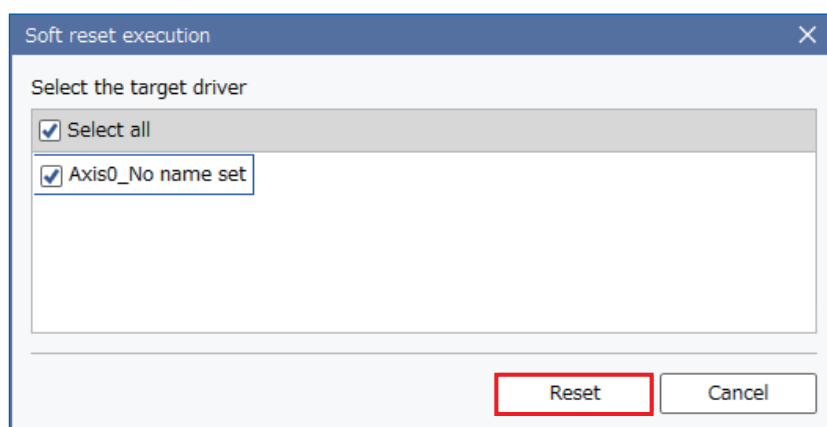 Soft reset execution
Select the target driver
Select all
Axis0_No name set
Reset
Cancel